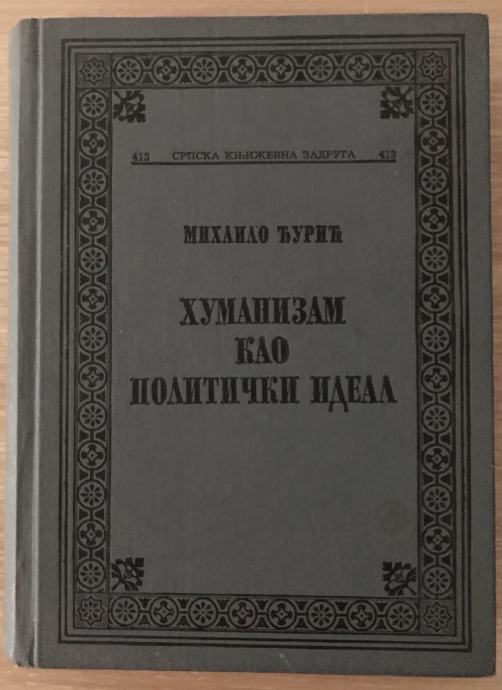 413 СРПСКА КЊИЖЕВНА ЗАДРУГА 413
МИХАИЛО ЂУРИЋ
ХУМАНИЗАМ
КАО
ПОЛИТИЧКИ ИДЕАЛ